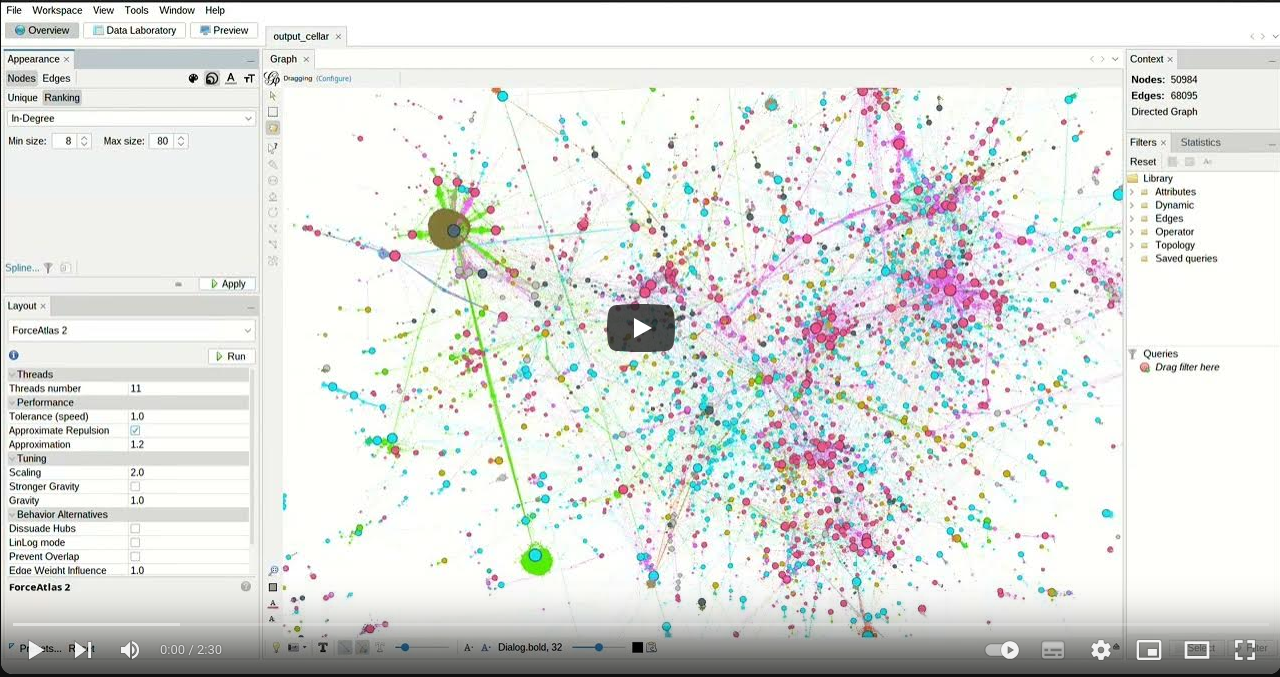 File Workspace View Tools Window Help
Overview Data Laboratory Preview
output_cellar
Appearance
Nodes Edges A T
Unique Ranking
In-Degree
Min size: 8 Max size: 80
Spline...
Apply
Layout
ForceAtlas 2
Run
Threads
Threads number 11
Performance
Tolerance (speed) 1.0
Approximate Repulsion
Approximation 1.2
Tuning
Scaling 2.0
Stronger Gravity
Gravity 1.0
Behavior Alternatives
Dissuade Hubs
LinLog mode
Prevent Overlap
Edge Weight Influence 1.0
ForceAtlas 2
Graph
Dragging (Configure)
T A- A- Dialog.bold, 32
Context
Nodes: 50984
Edges: 68095
Directed Graph
Filters Statistics
Reset
Library
Attributes
Dynamic
Edges
Operator
Topology
Saved queries
Queries
Drag filter here
Select Filter
0:00 / 2:30